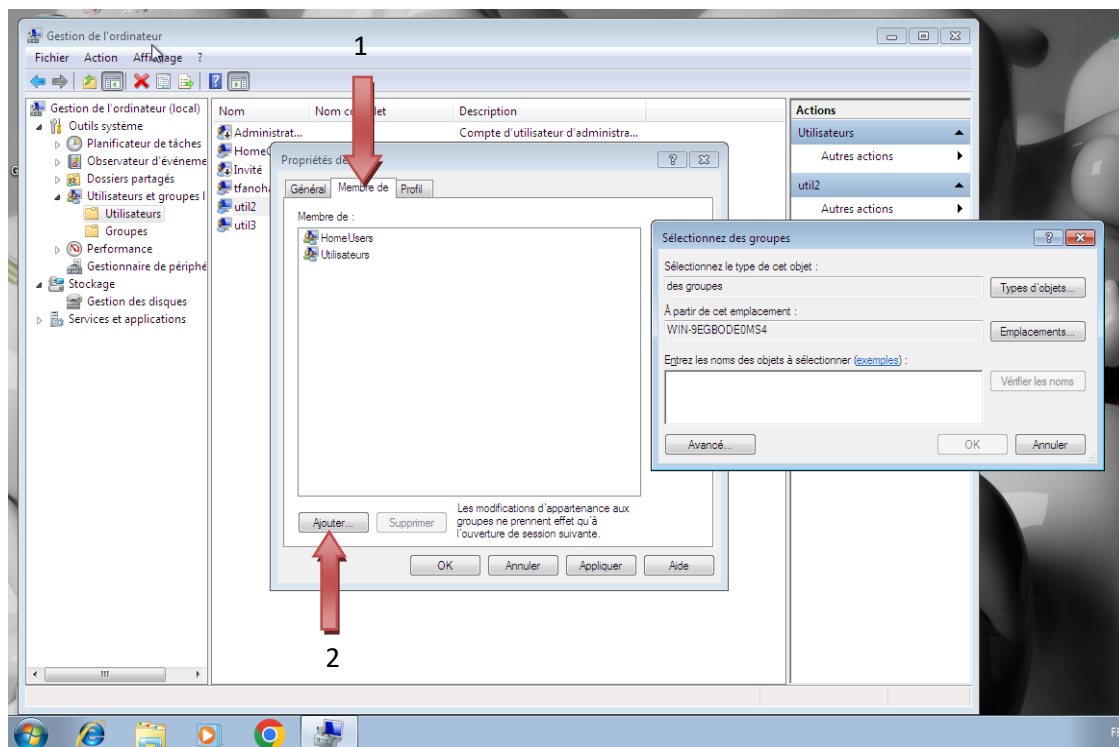 Gestion de l'ordinateur
1
Fichier Action Affichage ?
Gestion de l'ordinateur (local)
Outils système
Planificateur de tâches
Observateur d'événeme
Dossiers partagés
Utilisateurs et groupes l
Utilisateurs
Groupes
Performance
Gestionnaire de périphé
Stockage
Gestion des disques
Services et applications
Nom Nom complet Description
Administrat... Compte d'utilisateur d'administra...
Invité
util2
util3
Propriétés de
Général Membre de Profil
Membre de :
HomeUsers
Utilisateurs
Ajouter... Supprimer
Les modifications d'appartenance aux
groupes ne prennent effet qu'à
l'ouverture de session suivante.
OK Annuler Appliquer Aide
2
Actions
Utilisateurs
Autres actions
util2
Autres actions
Sélectionnez des groupes
Sélectionnez le type de cet objet :
des groupes Types d'objets...
À partir de cet emplacement :
WIN-9EGBODE0MS4 Emplacements...
Entrez les noms des objets à sélectionner (exemples) :
Vérifier les noms
Avancé... OK Annuler